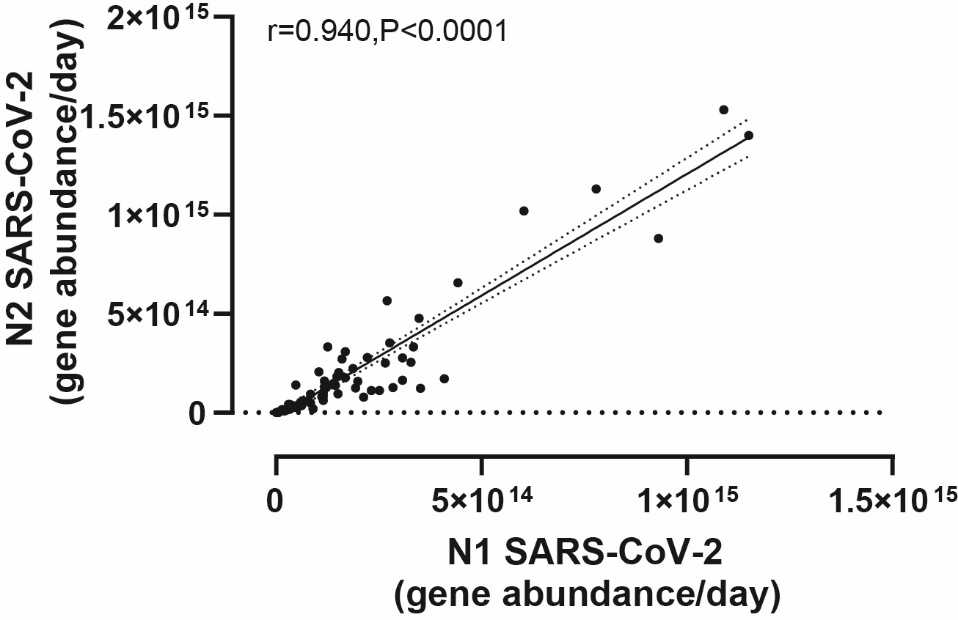 r=0.940,P<0.0001
N2 SARS-CoV-2
(gene abundance/day)
2×10¹⁵
1.5×10¹⁵
1×10¹⁵
5×10¹⁴
0
0
5×10¹⁴
1×10¹⁵
1.5×10¹⁵
N1 SARS-CoV-2
(gene abundance/day)